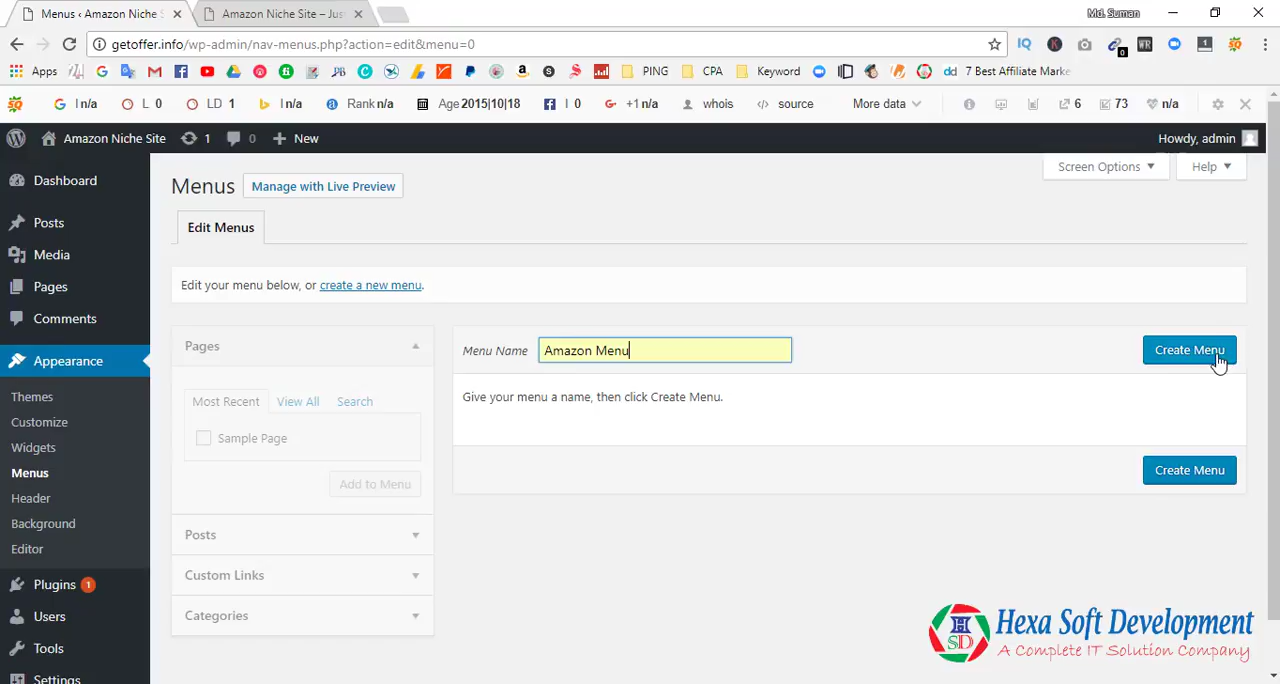 Menus ‹ Amazon Niche S
Amazon Niche Site – Jus
Md. Suman
getoffer.info/wp-admin/nav-menus.php?action=edit&menu=0
IQ
K
0
WR
1
Apps
PING
CPA
Keyword
dd 7 Best Affiliate Marke
I n/a
L 0
LD 1
I n/a
Rank n/a
Age 2015|10|18
I 0
+1 n/a
whois
source
More data
6
73
n/a
Amazon Niche Site
1
0
New
Howdy, admin
Dashboard
Posts
Media
Pages
Comments
Appearance
Themes
Customize
Widgets
Menus
Header
Background
Editor
Plugins 1
Users
Tools
Settings
Screen Options
Help
Menus
Manage with Live Preview
Edit Menus
Edit your menu below, or create a new menu.
Pages
Most Recent
View All
Search
Sample Page
Add to Menu
Posts
Custom Links
Categories
Menu Name
Amazon Menu
Create Menu
Give your menu a name, then click Create Menu.
Create Menu
HSD
Hexa Soft Development
A Complete IT Solution Company